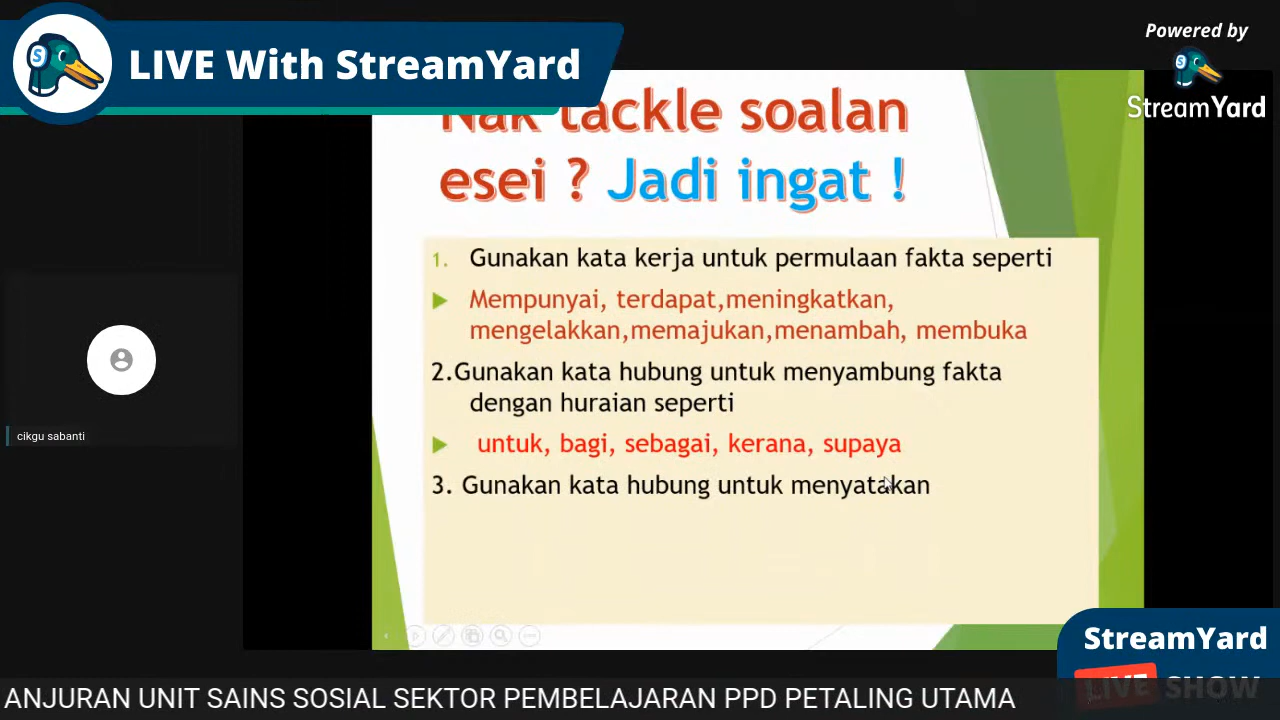 LIVE With StreamYard
Powered by
StreamYard
Nak tackle soalan
esei ? Jadi ingat !
1. Gunakan kata kerja untuk permulaan fakta seperti
Mempunyai, terdapat,meningkatkan,
mengelakkan,memajukan,menambah, membuka
2.Gunakan kata hubung untuk menyambung fakta
dengan huraian seperti
untuk, bagi, sebagai, kerana, supaya
3. Gunakan kata hubung untuk menyatakan
cikgu sabanti
StreamYard
LIVE SHOW
ANJURAN UNIT SAINS SOSIAL SEKTOR PEMBELAJARAN PPD PETALING UTAMA